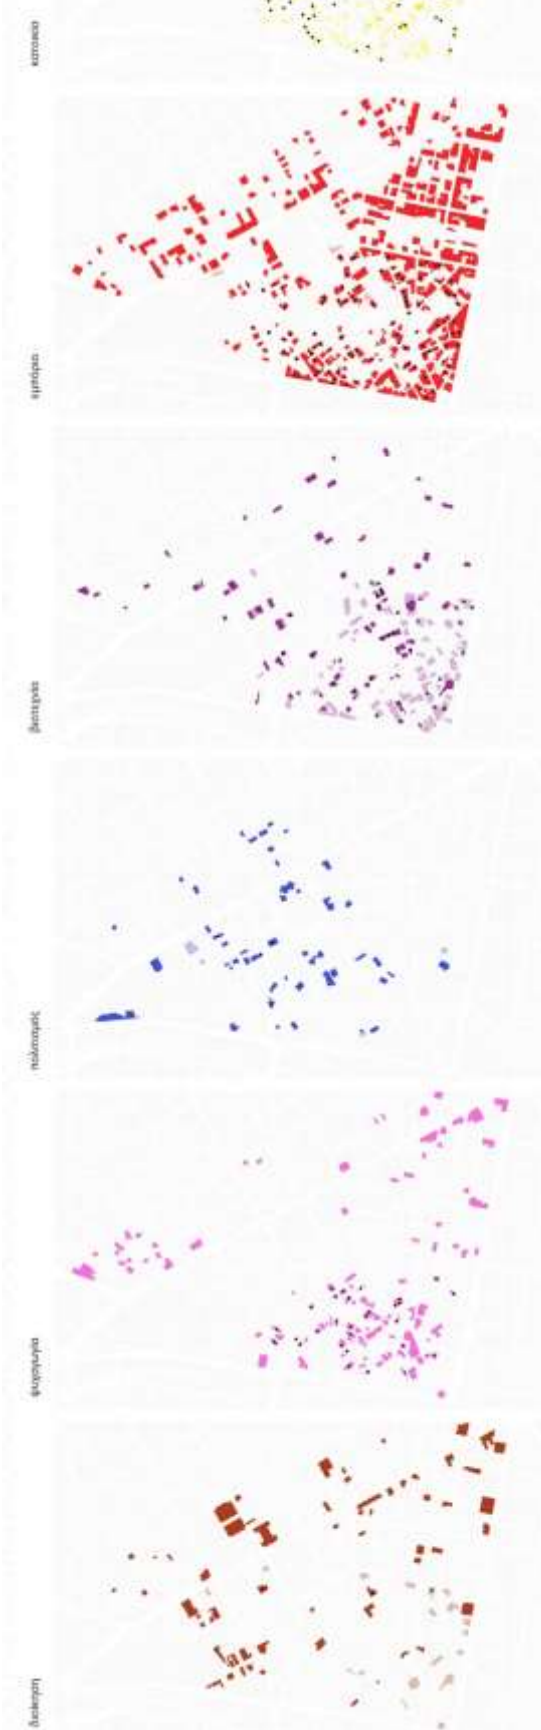 κατοικία
εμπόριο
βιοτεχνία
πολιτισμός
ψυχαγωγία
διοίκηση